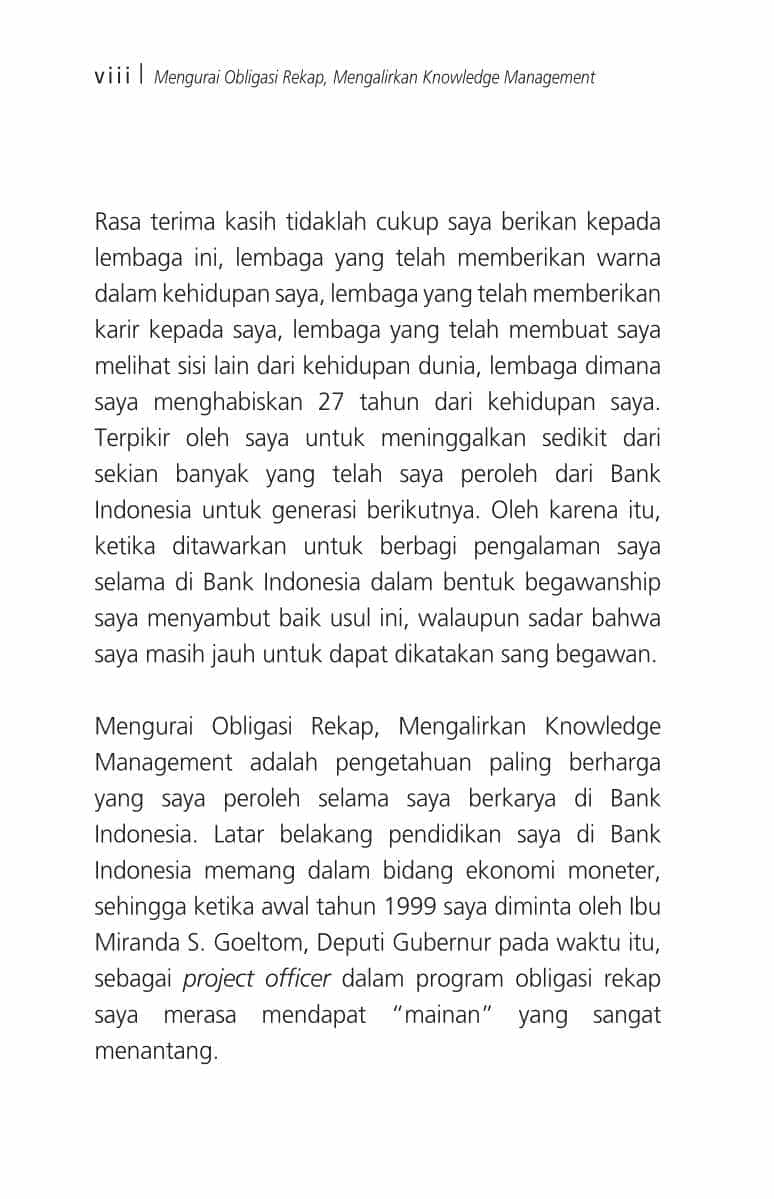 viii | Mengurai Obligasi Rekap, Mengalirkan Knowledge Management
Rasa terima kasih tidaklah cukup saya berikan kepada
lembaga ini, lembaga yang telah memberikan warna
dalam kehidupan saya, lembaga yang telah memberikan
karir kepada saya, lembaga yang telah membuat saya
melihat sisi lain dari kehidupan dunia, lembaga dimana
saya menghabiskan 27 tahun dari kehidupan saya.
Terpikir oleh saya untuk meninggalkan sedikit dari
sekian banyak yang telah saya peroleh dari Bank
Indonesia untuk generasi berikutnya. Oleh karena itu,
ketika ditawarkan untuk berbagi pengalaman saya
selama di Bank Indonesia dalam bentuk begawanship
saya menyambut baik usul ini, walaupun sadar bahwa
saya masih jauh untuk dapat dikatakan sang begawan.
Mengurai Obligasi Rekap, Mengalirkan Knowledge
Management adalah pengetahuan paling berharga
yang saya peroleh selama saya berkarya di Bank
Indonesia. Latar belakang pendidikan saya di Bank
Indonesia memang dalam bidang ekonomi moneter,
sehingga ketika awal tahun 1999 saya diminta oleh Ibu
Miranda S. Goeltom, Deputi Gubernur pada waktu itu,
sebagai project officer dalam program obligasi rekap
saya merasa mendapat “mainan” yang sangat
menantang.